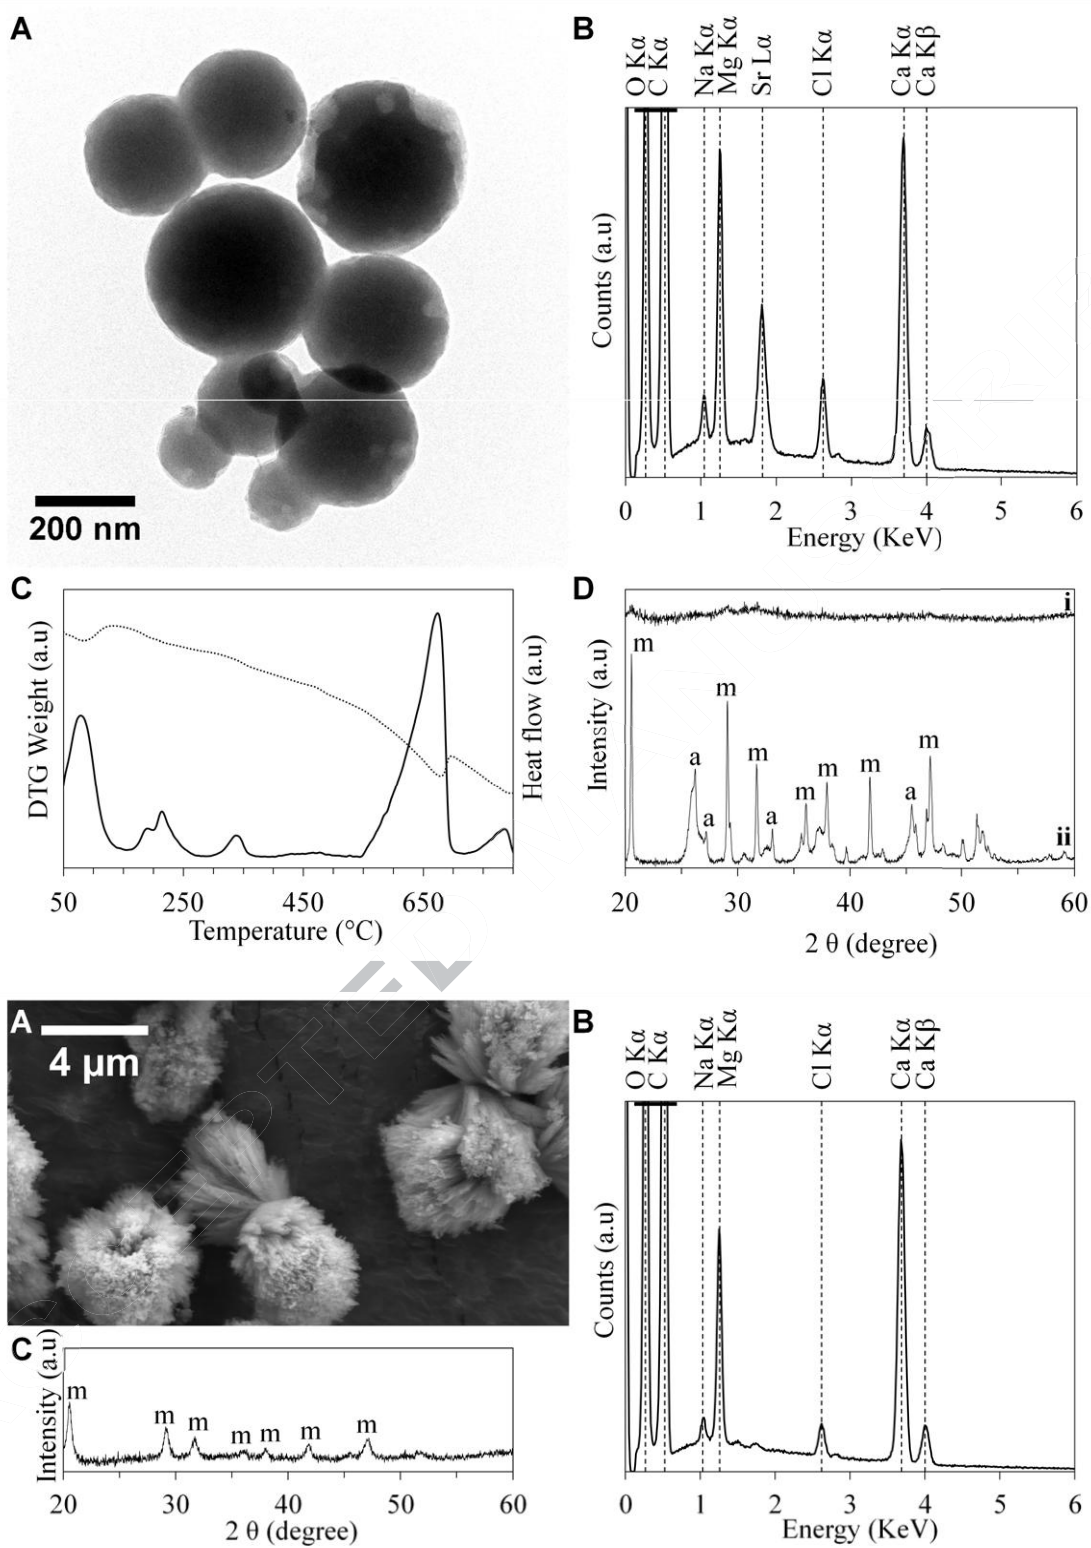 A
200 nm
B
O Kα
C Kα
Na Kα
Mg Kα
Sr Lα
Cl Kα
Ca Kα
Ca Kβ
Counts (a.u)
0 1 2 3 4 5 6
Energy (KeV)
C
DTG Weight (a.u)
Heat flow (a.u)
50 250 450 650
Temperature (°C)
D
Intensity (a.u)
i
m
m
a
a
m
a
m
m
m
a
m
ii
20 30 40 50 60
2 θ (degree)
A
4 µm
B
O Kα
C Kα
Na Kα
Mg Kα
Cl Kα
Ca Kα
Ca Kβ
Counts (a.u)
0 1 2 3 4 5 6
Energy (KeV)
C
Intensity (a.u)
m m m m m m m
20 30 40 50 60
2 θ (degree)